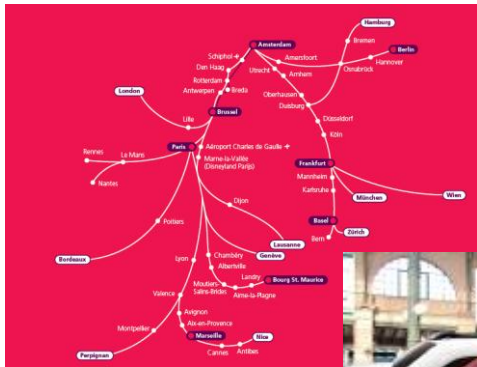 Hamburg
Bremen
Amsterdam
Berlin
Schiphol
Amersfoort
Hannover
Den Haag
Utrecht
Osnabrück
Arnhem
Rotterdam
Breda
Antwerpen
Oberhausen
London
Duisburg
Brussel
Lille
Düsseldorf
Köln
Paris
Aéroport Charles de Gaulle
Rennes
Le Mans
Marne-la-Vallée
(Disneyland Parijs)
Frankfurt
Mannheim
Nantes
Karlsruhe
München
Wien
Dijon
Poitiers
Basel
Zürich
Bern
Lausanne
Genève
Bordeaux
Lyon
Chambéry
Albertville
Landry
Bourg St. Maurice
Moutiers-
Salins-Brides
Aime-la-Plagne
Valence
Avignon
Aix-en-Provence
Montpellier
Marseille
Nice
Cannes
Antibes
Perpignan